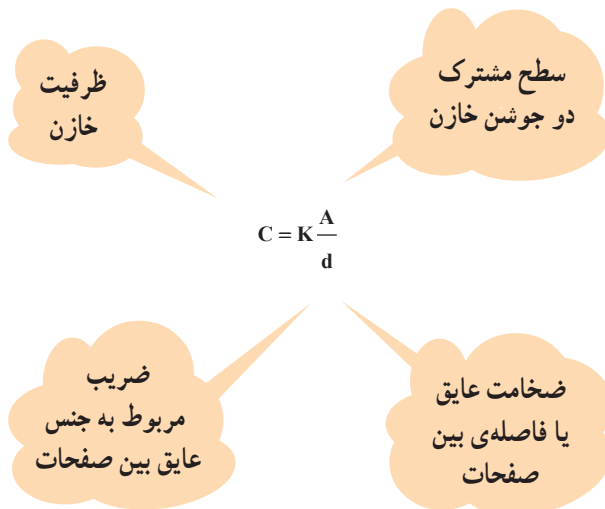 سطح مشترک
دو جوشن خازن
ظرفیت
خازن
C = K A/d
ضریب
مربوط به جنس
عایق بین صفحات
ضخامت عایق
یا فاصله‌ی بین
صفحات